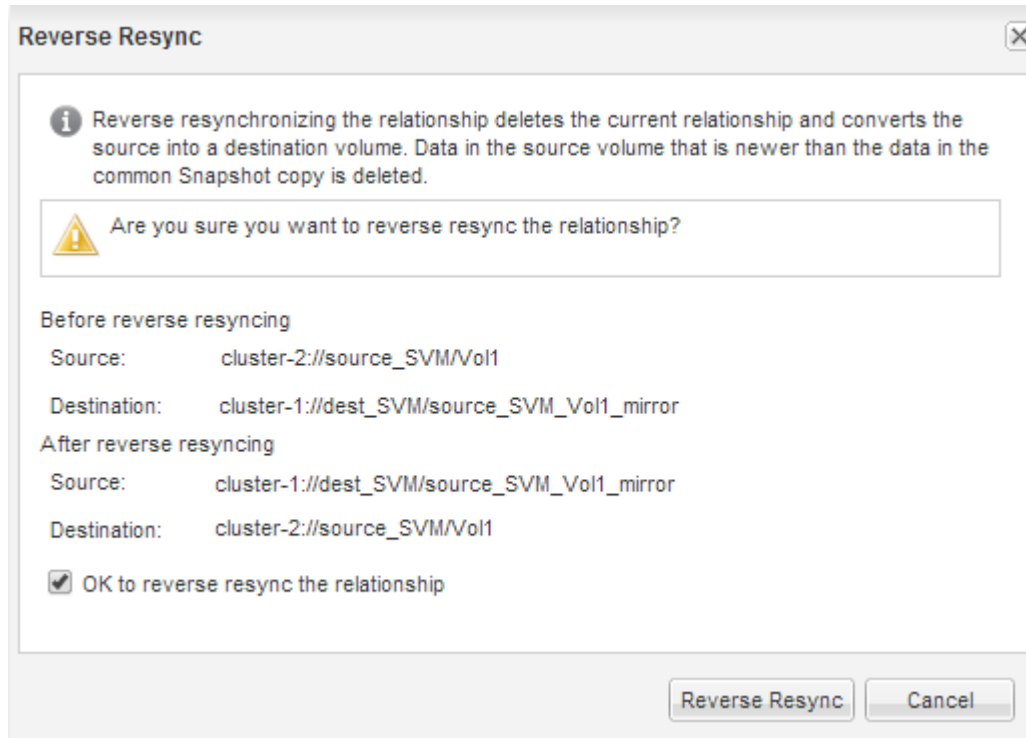 Reverse Resync
Reverse resynchronizing the relationship deletes the current relationship and converts the
source into a destination volume. Data in the source volume that is newer than the data in the
common Snapshot copy is deleted.
Are you sure you want to reverse resync the relationship?
Before reverse resyncing
Source: cluster-2://source_SVM/Vol1
Destination: cluster-1://dest_SVM/source_SVM_Vol1_mirror
After reverse resyncing
Source: cluster-1://dest_SVM/source_SVM_Vol1_mirror
Destination: cluster-2://source_SVM/Vol1
OK to reverse resync the relationship
Reverse Resync Cancel